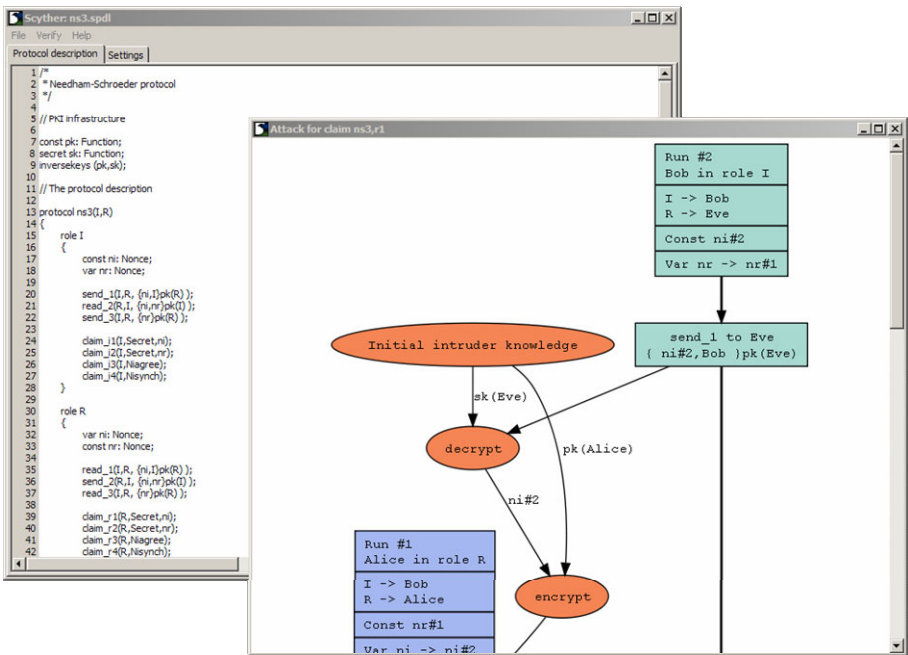 Scyther: ns3.spdl
File Verify Help
Protocol description Settings
1 /*
2 * Needham-Schroeder protocol
3 */
4
5 // PKI infrastructure
6
7 const pk: Function;
8 secret sk: Function;
9 inversekeys (pk,sk);
10
11 // The protocol description
12
13 protocol ns3(I,R)
14 {
15 role I
16 {
17 const ni: Nonce;
18 var nr: Nonce;
19
20 send_1(I,R, {ni,I}pk(R) );
21 read_2(R,I, {ni,nr}pk(I) );
22 send_3(I,R, {nr}pk(R) );
23
24 claim_i1(I,Secret,ni);
25 claim_i2(I,Secret,nr);
26 claim_i3(I,Niagree);
27 claim_i4(I,Nisynch);
28 }
29
30 role R
31 {
32 var ni: Nonce;
33 const nr: Nonce;
34
35 read_1(I,R, {ni,I}pk(R) );
36 send_2(R,I, {ni,nr}pk(I) );
37 read_3(I,R, {nr}pk(R) );
38
39 claim_r1(R,Secret,ni);
40 claim_r2(R,Secret,nr);
41 claim_r3(R,Niagree);
42 claim_r4(R,Nisynch);
Attack for claim ns3,r1
Run #2
Bob in role I
I -> Bob
R -> Eve
Const ni#2
Var nr -> nr#1
send_1 to Eve
{ ni#2,Bob }pk(Eve)
Initial intruder knowledge
sk(Eve)
decrypt
pk(Alice)
ni#2
Run #1
Alice in role R
I -> Bob
R -> Alice
Const nr#1
Var ni -> ni#2
encrypt